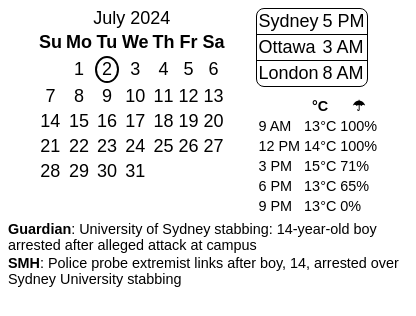 July 2024
Su Mo Tu We Th Fr Sa
1 2 3 4 5 6
7 8 9 10 11 12 13
14 15 16 17 18 19 20
21 22 23 24 25 26 27
28 29 30 31
Sydney 5 PM
Ottawa 3 AM
London 8 AM
°C ☂
9 AM 13°C 100%
12 PM 14°C 100%
3 PM 15°C 71%
6 PM 13°C 65%
9 PM 13°C 0%
Guardian: University of Sydney stabbing: 14-year-old boy
arrested after alleged attack at campus
SMH: Police probe extremist links after boy, 14, arrested over
Sydney University stabbing